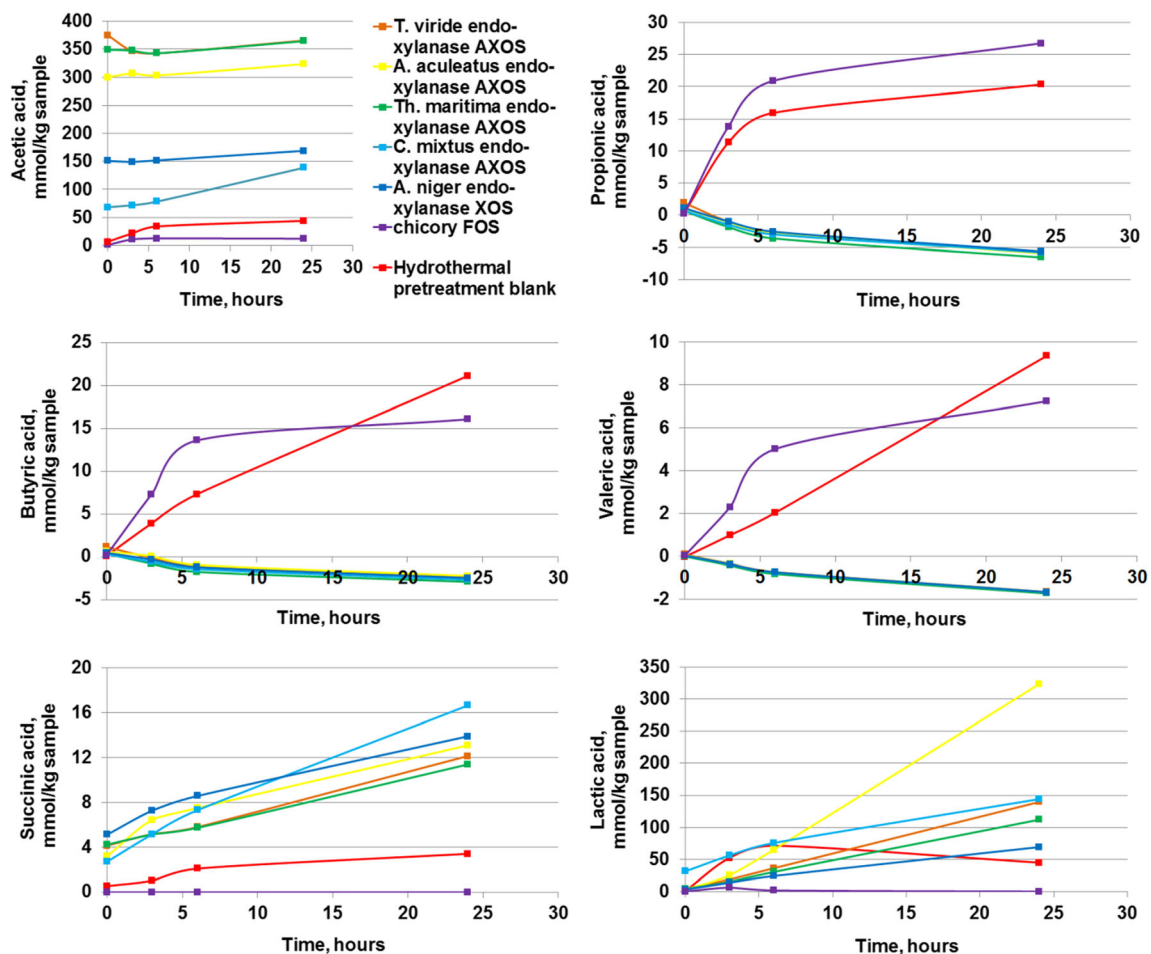 Acetic acid,
mmol/kg sample
400
350
300
250
200
150
100
50
0
0 5 10 15 20 25 30
Time, hours
T. viride endo-
xylanase AXOS
A. aculeatus endo-
xylanase AXOS
Th. maritima endo-
xylanase AXOS
C. mixtus endo-
xylanase AXOS
A. niger endo-
xylanase XOS
chicory FOS
Hydrothermal
pretreatment blank
Propionic acid,
mmol/kg sample
30
25
20
15
10
5
0
-5
-10
0 5 10 15 20 25 30
Time, hours
Butyric acid,
mmol/kg sample
25
20
15
10
5
0
-5
0 5 10 15 20 25 30
Time, hours
Valeric acid,
mmol/kg sample
10
8
6
4
2
0
-2
0 5 10 15 20 25 30
Time, hours
Succinic acid,
mmol/kg sample
20
16
12
8
4
0
0 5 10 15 20 25 30
Time, hours
Lactic acid,
mmol/kg sample
350
300
250
200
150
100
50
0
0 5 10 15 20 25 30
Time, hours